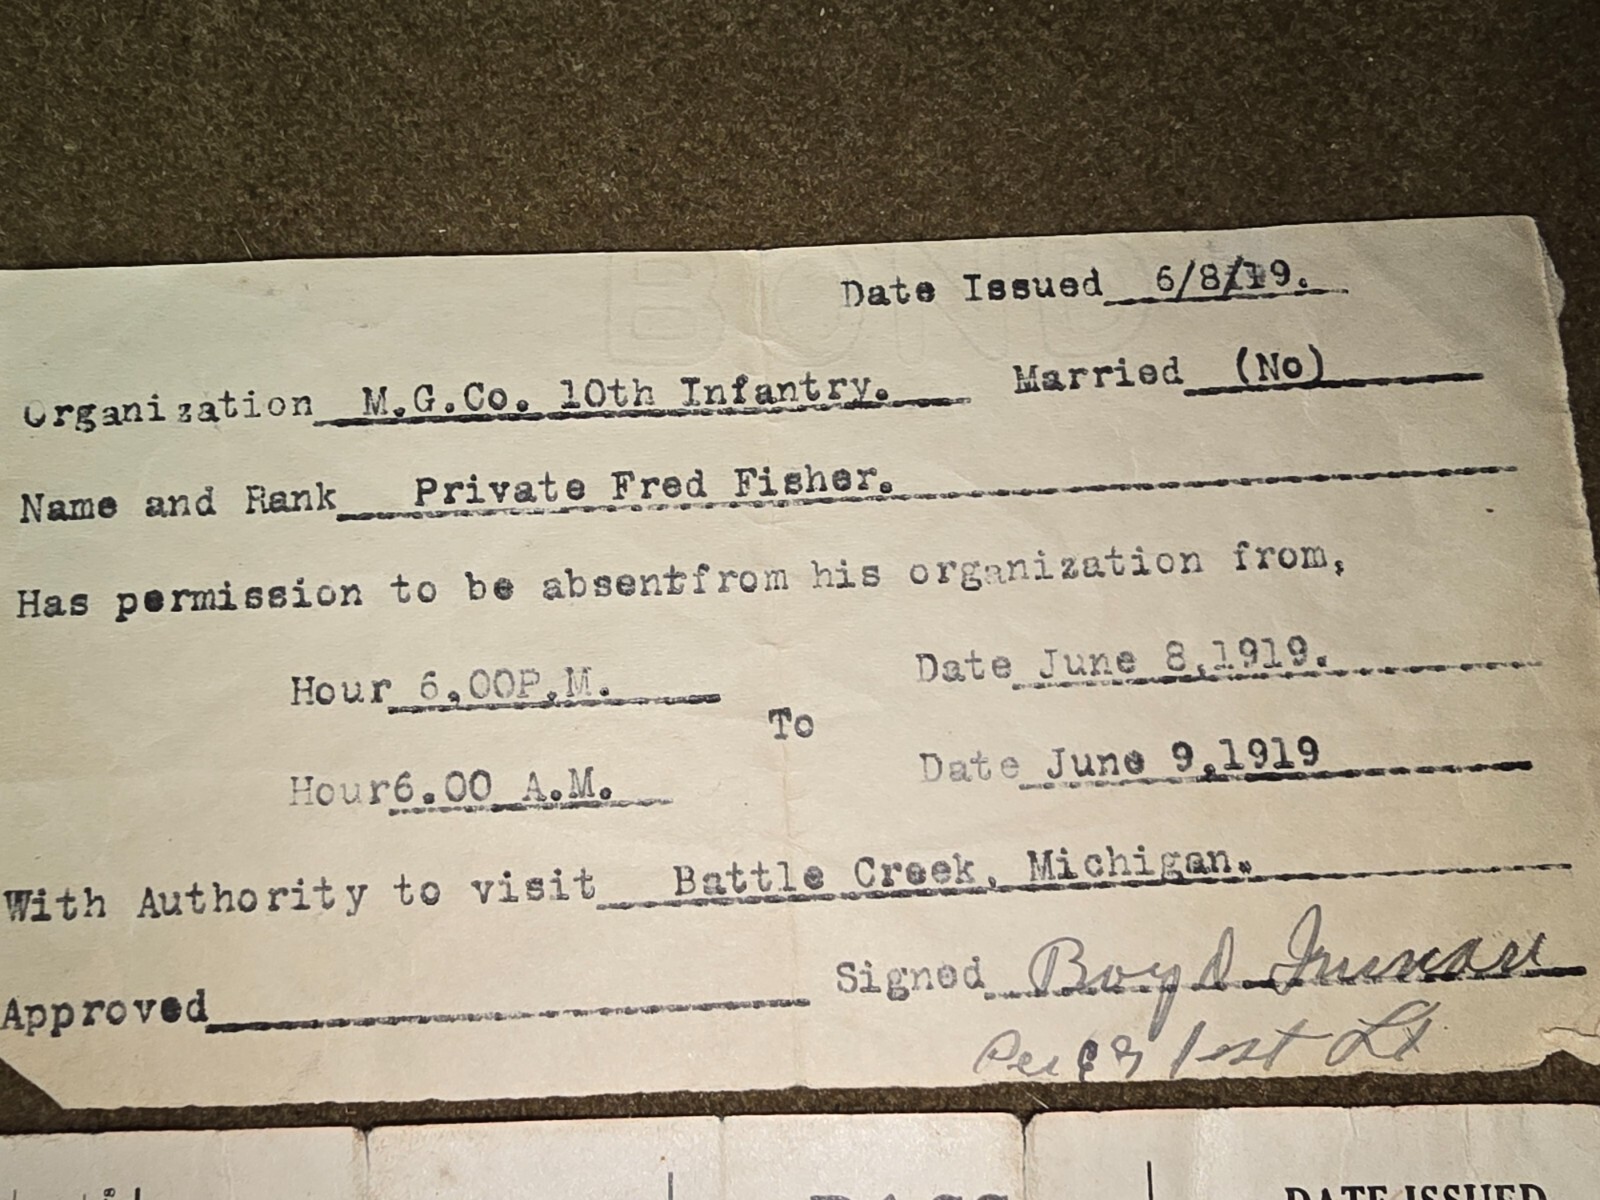 BOND
Date Issued 6/8/19.
Organization M.G.Co. 10th Infantry. Married (No)
Name and Rank Private Fred Fisher.
Has permission to be absentfrom his organization from,
Hour 6.00P.M. Date June 8,1919.
To
Hour6.00 A.M. Date June 9,1919
With Authority to visit Battle Creek, Michigan.
Approved Signed Boyd Inman
1st Lt
DATE ISSUED